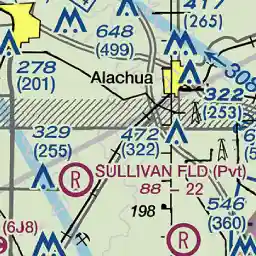 417
(265)
648
(499)
278
(201)
Alachua
308
322
(253)
329
(255)
472
(322)
R
SULLIVAN FLD (Pvt)
88 - 22
198
546
(360)
(6J8)
R